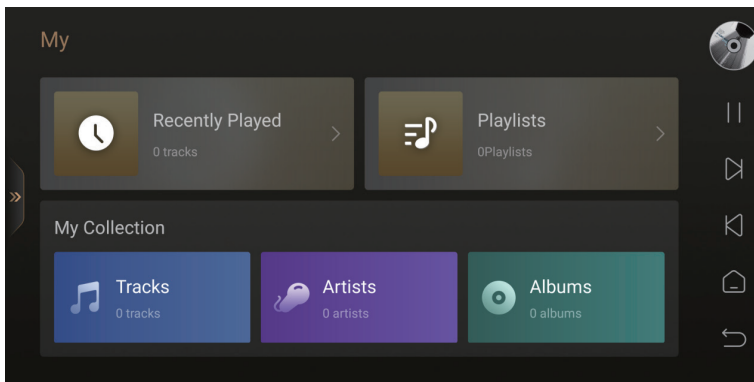 My
Recently Played
0 tracks
Playlists
0Playlists
My Collection
Tracks
0 tracks
Artists
0 artists
Albums
0 albums